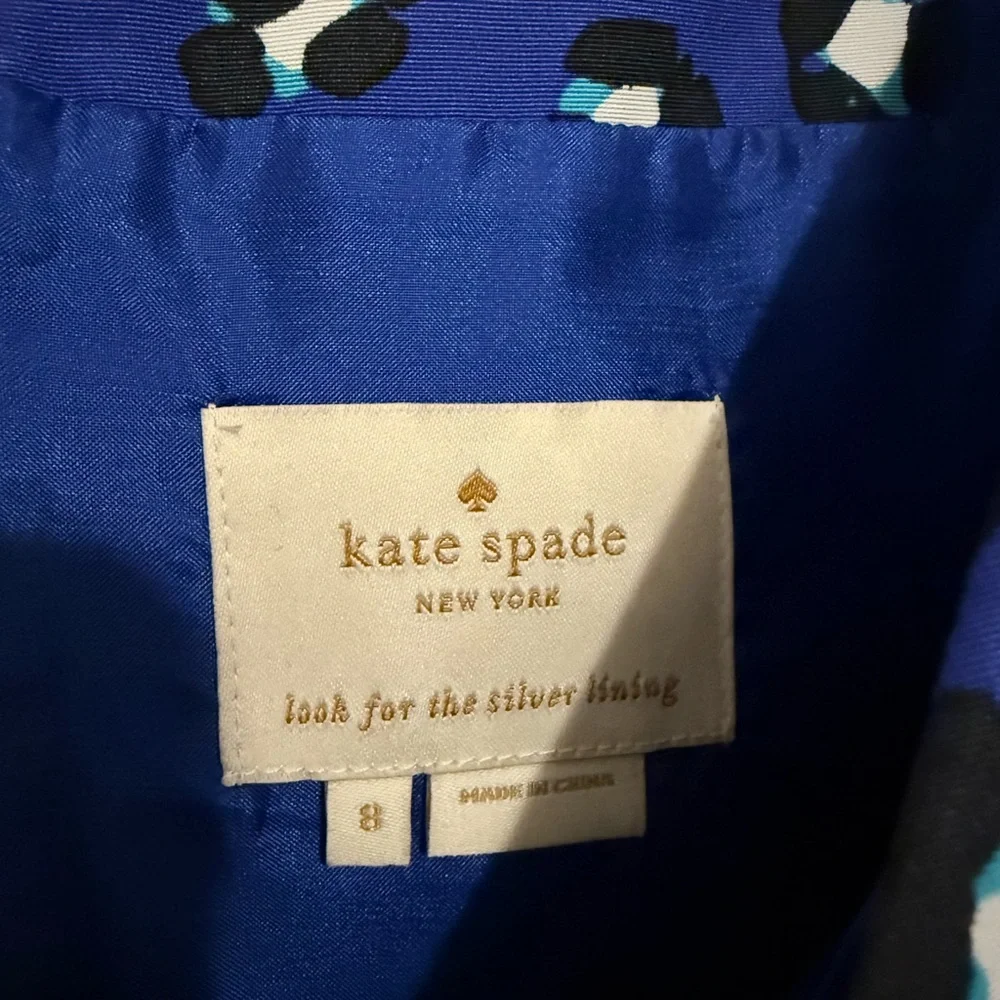 kate spade
NEW YORK
look for the silver lining
8
MADE IN CHINA